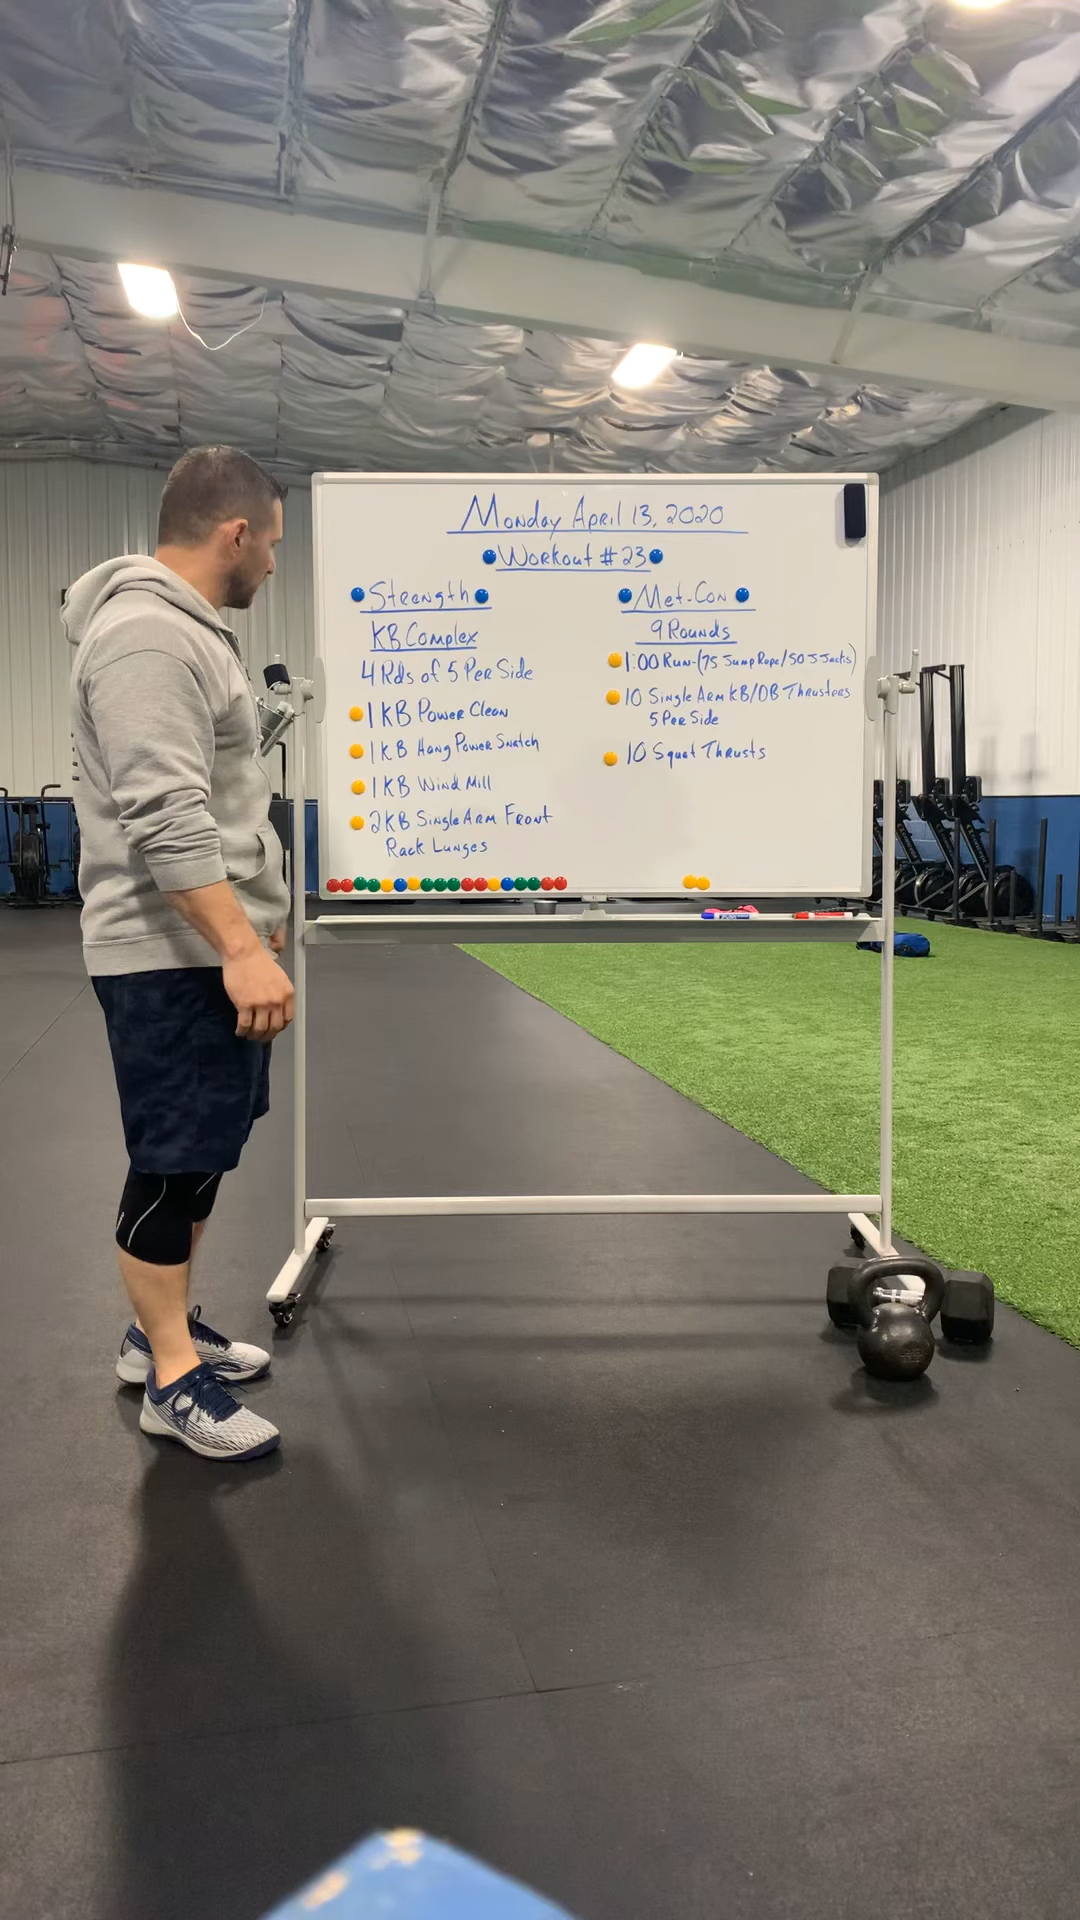 Monday April 13, 2020
Workout #23
Strength
KB Complex
4 Rds of 5 Per Side
1 KB Power Clean
1 KB Hang Power Snatch
1 KB Wind Mill
2 KB Single Arm Front
Rack Lunges
Met-Con
9 Rounds
1:00 Run-(75 Jump Rope/50 J Jacks)
10 Single Arm KB/DB Thrusters
5 Per Side
10 Squat Thrusts